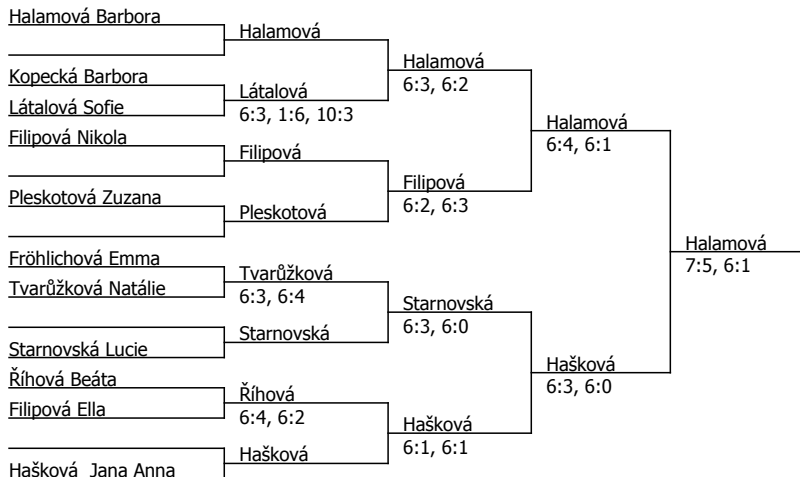 Halamová Barbora
Halamová
Halamová
6:3, 6:2
Kopecká Barbora
Látalová
6:3, 1:6, 10:3
Látalová Sofie
Halamová
6:4, 6:1
Filipová Nikola
Filipová
Filipová
6:2, 6:3
Pleskotová Zuzana
Pleskotová
Halamová
7:5, 6:1
Fröhlichová Emma
Tvarůžková
6:3, 6:4
Tvarůžková Natálie
Starnovská
6:3, 6:0
Starnovská
Starnovská Lucie
Hašková
6:3, 6:0
Říhová Beáta
Říhová
6:4, 6:2
Filipová Ella
Hašková
6:1, 6:1
Hašková
Hašková  Jana Anna